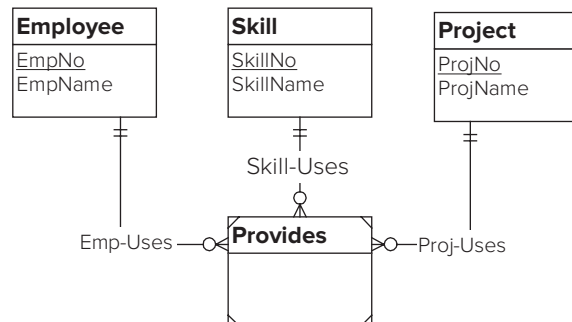 Employee
EmpNo
EmpName
Skill
SkillNo
SkillName
Project
ProjNo
ProjName
Skill-Uses
Emp-Uses
Provides
Proj-Uses